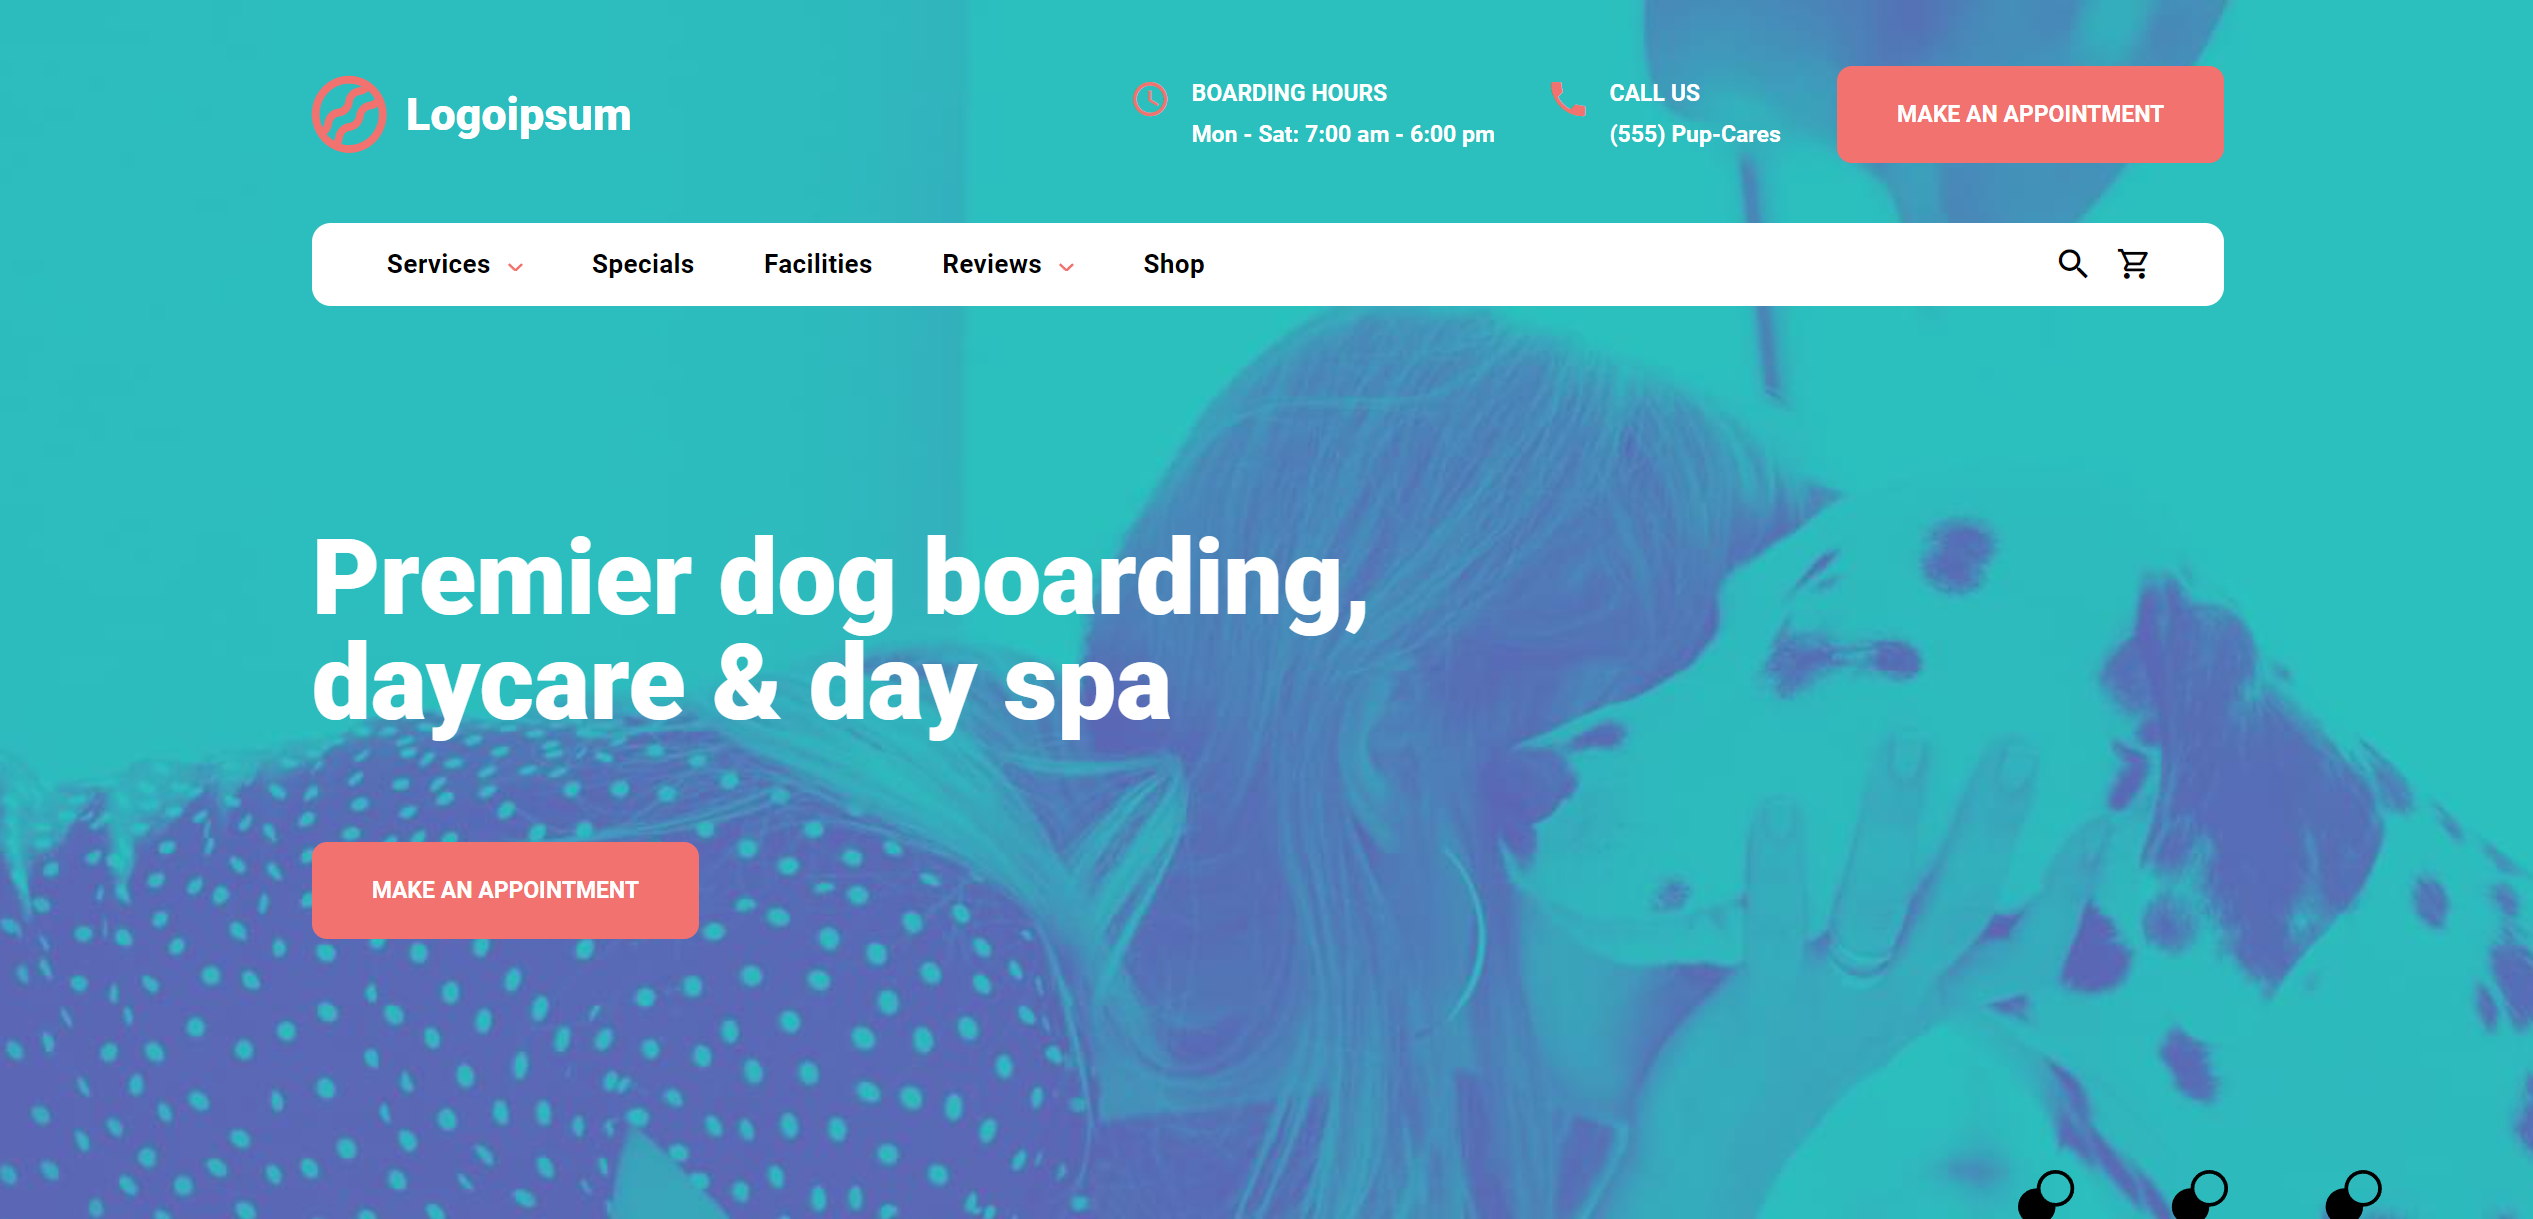 Logoipsum
BOARDING HOURS
Mon - Sat: 7:00 am - 6:00 pm
CALL US
(555) Pup-Cares
MAKE AN APPOINTMENT
Services
Specials
Facilities
Reviews
Shop
Premier dog boarding,
daycare & day spa
MAKE AN APPOINTMENT